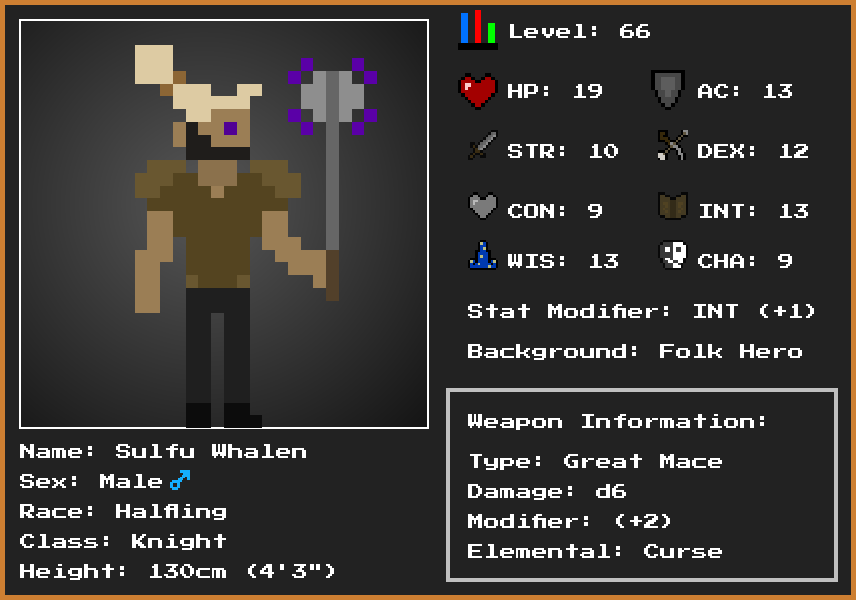 Level: 66
HP: 19
AC: 13
STR: 10
DEX: 12
CON: 9
INT: 13
WIS: 13
CHA: 9
Stat Modifier: INT (+1)
Background: Folk Hero
Name: Sulfu Whalen
Sex: Male♂
Race: Halfling
Class: Knight
Height: 130cm (4'3")
Weapon Information:
Type: Great Mace
Damage: d6
Modifier: (+2)
Elemental: Curse